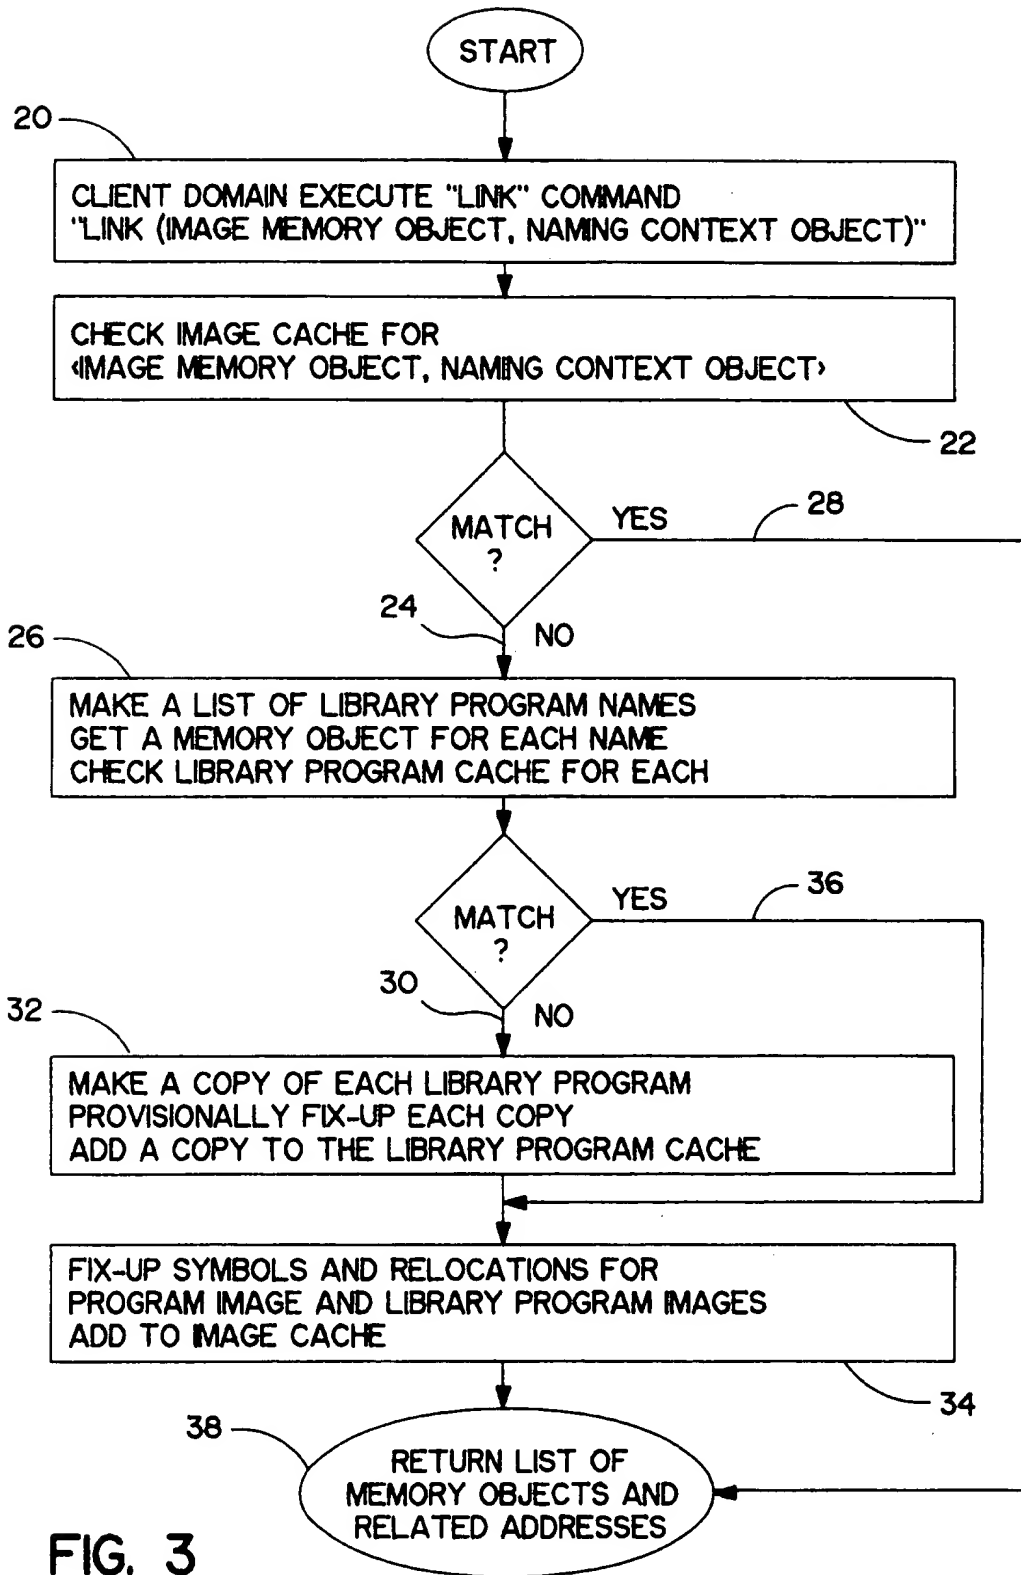 START
20
CLIENT DOMAIN EXECUTE "LINK" COMMAND
"LINK (IMAGE MEMORY OBJECT, NAMING CONTEXT OBJECT)"
CHECK IMAGE CACHE FOR
<IMAGE MEMORY OBJECT, NAMING CONTEXT OBJECT>
22
MATCH
?
YES
28
24
NO
26
MAKE A LIST OF LIBRARY PROGRAM NAMES
GET A MEMORY OBJECT FOR EACH NAME
CHECK LIBRARY PROGRAM CACHE FOR EACH
MATCH
?
YES
36
30
NO
32
MAKE A COPY OF EACH LIBRARY PROGRAM
PROVISIONALLY FIX-UP EACH COPY
ADD A COPY TO THE LIBRARY PROGRAM CACHE
FIX-UP SYMBOLS AND RELOCATIONS FOR
PROGRAM IMAGE AND LIBRARY PROGRAM IMAGES
ADD TO IMAGE CACHE
34
38
RETURN LIST OF
MEMORY OBJECTS AND
RELATED ADDRESSES
FIG. 3